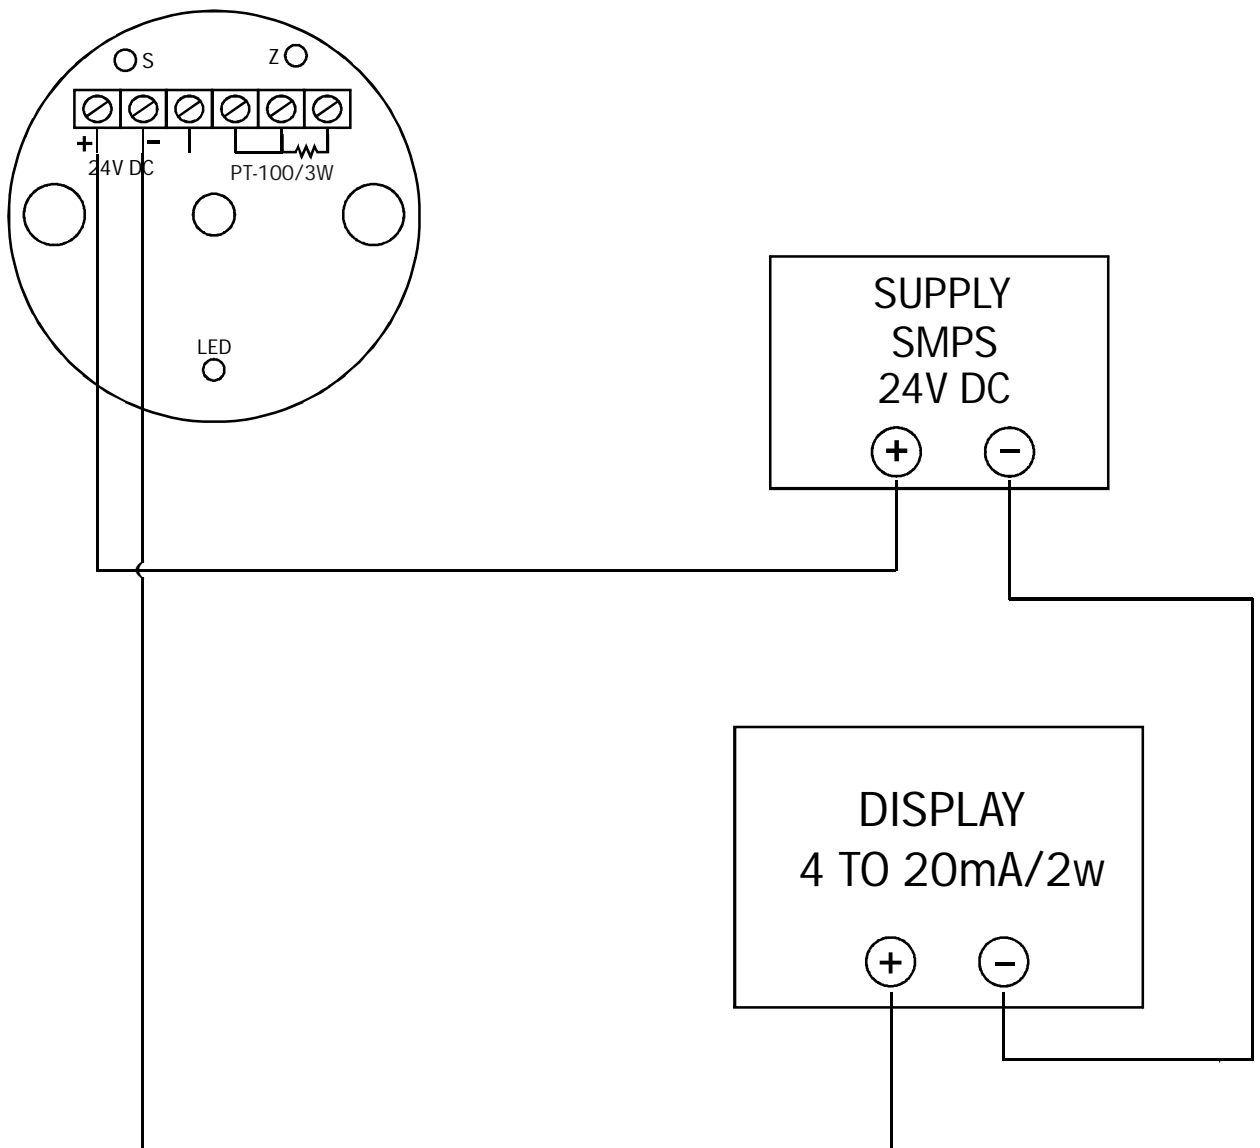 S
Z
+ -
24V DC
PT-100/3W
LED
SUPPLY
SMPS
24V DC
+ -
DISPLAY
4 TO 20mA/2w
+ -